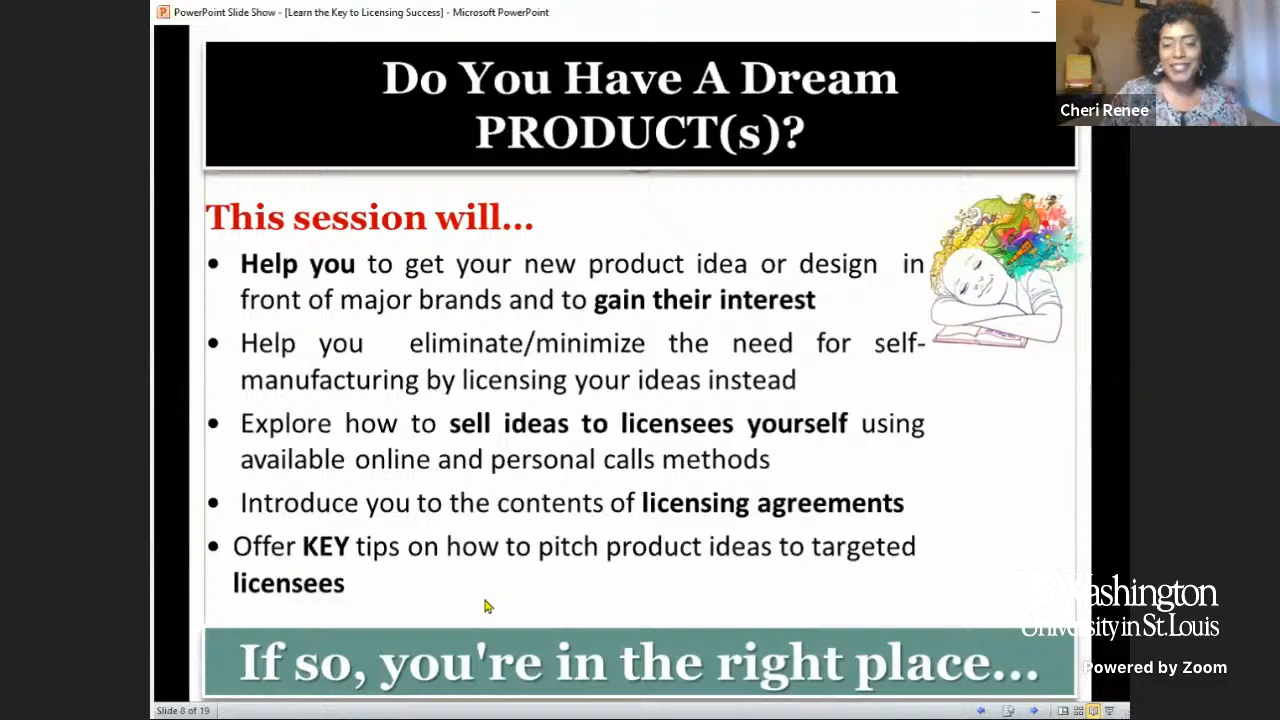 PowerPoint Slide Show - [Learn the Key to Licensing Success] - Microsoft PowerPoint
Cheri Renee
Do You Have A Dream
PRODUCT(s)?
This session will...
• Help you to get your new product idea or design in
front of major brands and to gain their interest
• Help you eliminate/minimize the need for self-
manufacturing by licensing your ideas instead
• Explore how to sell ideas to licensees yourself using
available online and personal calls methods
• Introduce you to the contents of licensing agreements
• Offer KEY tips on how to pitch product ideas to targeted
licensees
If so, you're in the right place...
Washington
University in St. Louis
Powered by Zoom
Slide 8 of 19